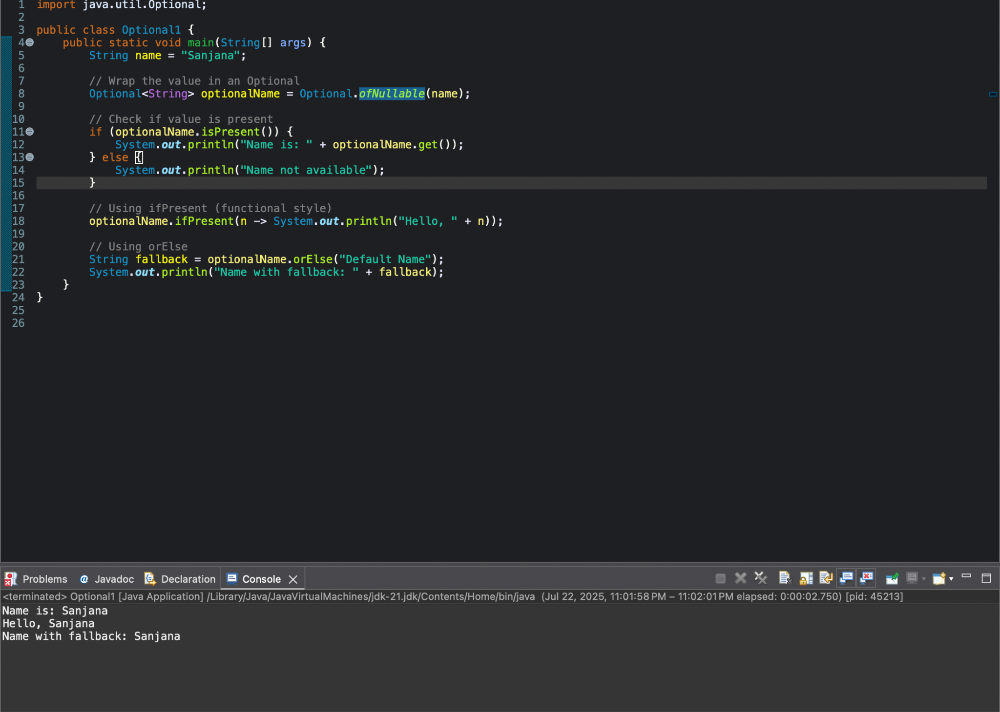 1 import java.util.Optional;
2
3 public class Optional1 {
4     public static void main(String[] args) {
5         String name = "Sanjana";
6
7         // Wrap the value in an Optional
8         Optional<String> optionalName = Optional.ofNullable(name);
9
10         // Check if value is present
11         if (optionalName.isPresent()) {
12             System.out.println("Name is: " + optionalName.get());
13         } else {
14             System.out.println("Name not available");
15         }
16
17         // Using ifPresent (functional style)
18         optionalName.ifPresent(n -> System.out.println("Hello, " + n));
19
20         // Using orElse
21         String fallback = optionalName.orElse("Default Name");
22         System.out.println("Name with fallback: " + fallback);
23     }
24 }
25
26
Problems @ Javadoc Declaration Console
<terminated> Optional1 [Java Application] /Library/Java/JavaVirtualMachines/jdk-21.jdk/Contents/Home/bin/java (Jul 22, 2025, 11:01:58 PM – 11:02:01 PM elapsed: 0:00:02.750) [pid: 45213]
Name is: Sanjana
Hello, Sanjana
Name with fallback: Sanjana